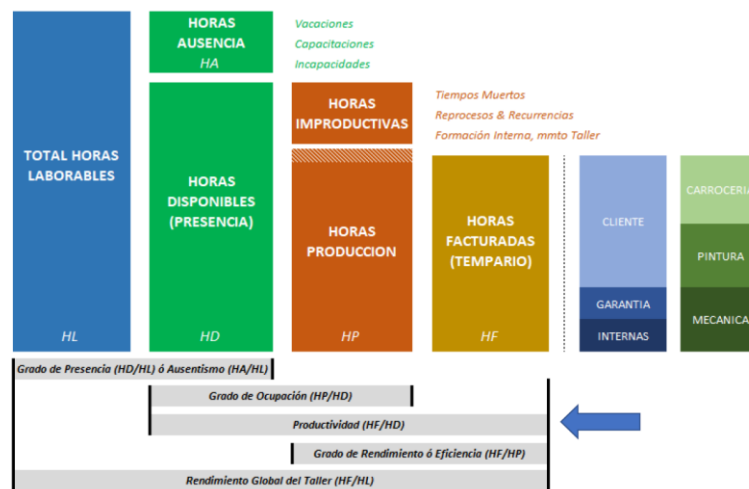 HORAS
AUSENCIA
HA
Vacaciones
Capacitaciones
Incapacidades
HORAS
IMPRODUCTIVAS
Tiempos Muertos
Reprocesos & Recurrencias
Formación Interna, mmto Taller
TOTAL HORAS
LABORABLES
HL
HORAS
DISPONIBLES
(PRESENCIA)
HD
HORAS
PRODUCCION
HP
HORAS
FACTURADAS
(TEMPARIO)
HF
CLIENTE
GARANTIA
INTERNAS
CARROCERIA
PINTURA
MECANICA
Grado de Presencia (HD/HL) ó Ausentismo (HA/HL)
Grado de Ocupación (HP/HD)
Productividad (HF/HD)
Grado de Rendimiento ó Eficiencia (HF/HP)
Rendimiento Global del Taller (HF/HL)